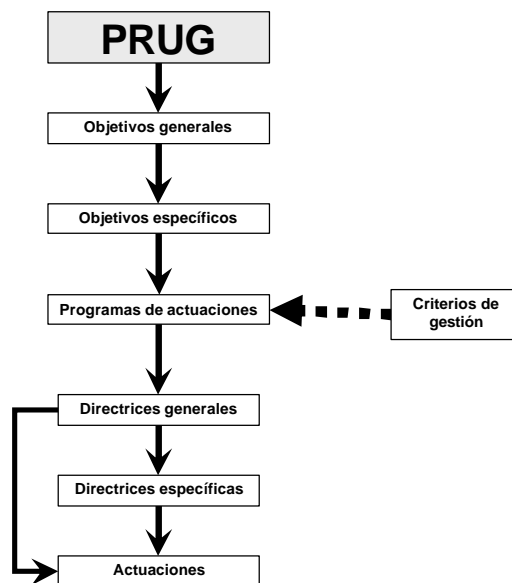 PRUG
Objetivos generales
Objetivos específicos
Programas de actuaciones
Criterios de
gestión
Directrices generales
Directrices específicas
Actuaciones